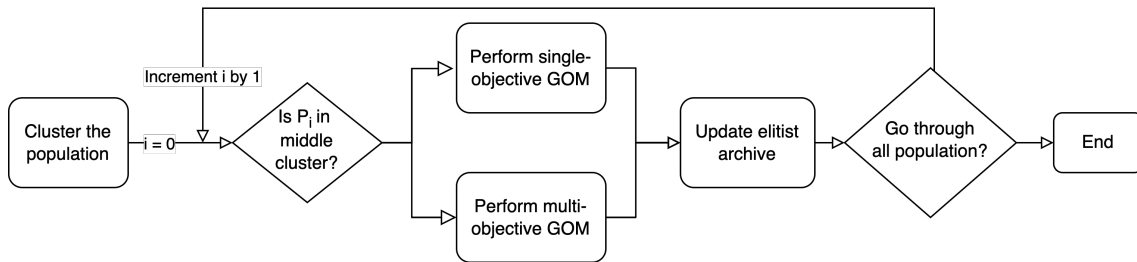 Increment i by 1
Cluster the
population
i = 0
Is Pi in
middle
cluster?
Perform single-
objective GOM
Perform multi-
objective GOM
Update elitist
archive
Go through
all population?
End